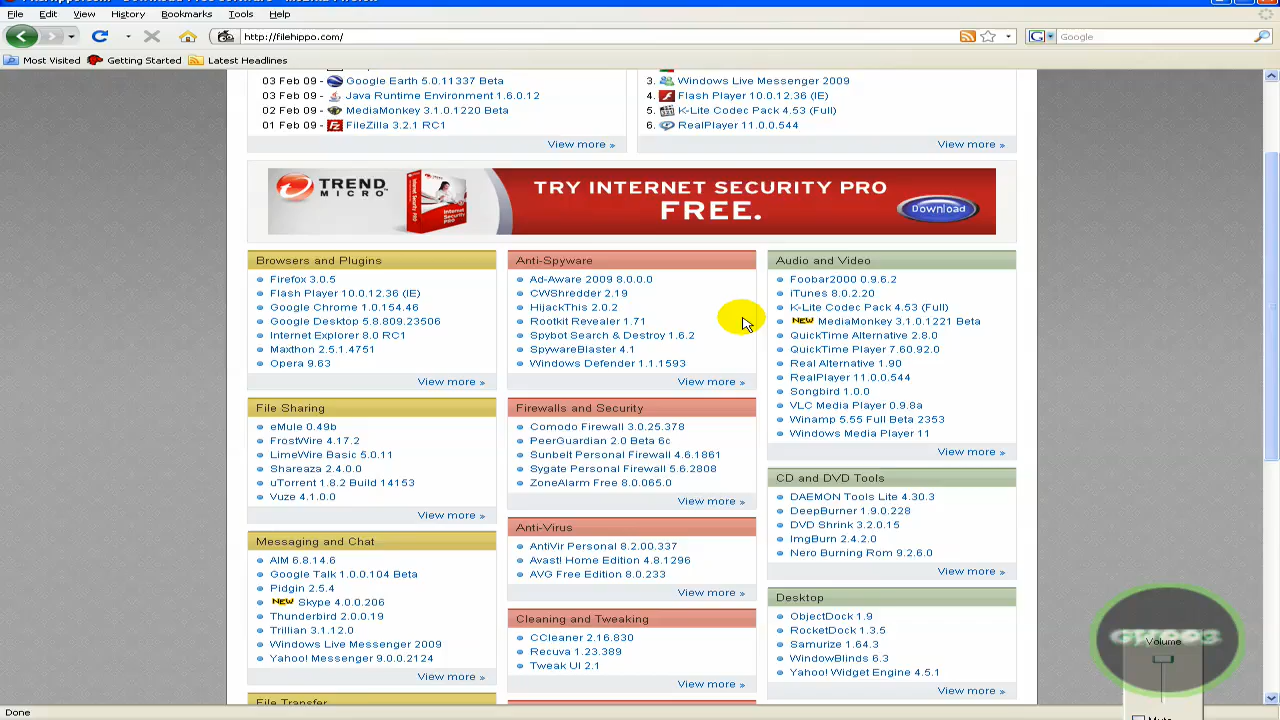 File Edit View History Bookmarks Tools Help
http://filehippo.com/
Google
Most Visited Getting Started Latest Headlines
03 Feb 09 - Google Earth 5.0.11337 Beta
03 Feb 09 - Java Runtime Environment 1.6.0.12
02 Feb 09 - MediaMonkey 3.1.0.1220 Beta
01 Feb 09 - FileZilla 3.2.1 RC1
View more »
3. Windows Live Messenger 2009
4. Flash Player 10.0.12.36 (IE)
5. K-Lite Codec Pack 4.53 (Full)
6. RealPlayer 11.0.0.544
View more »
TREND MICRO
TRY INTERNET SECURITY PRO
FREE.
Download
Browsers and Plugins
Firefox 3.0.5
Flash Player 10.0.12.36 (IE)
Google Chrome 1.0.154.46
Google Desktop 5.8.809.23506
Internet Explorer 8.0 RC1
Maxthon 2.5.1.4751
Opera 9.63
View more »
File Sharing
eMule 0.49b
FrostWire 4.17.2
LimeWire Basic 5.0.11
Shareaza 2.4.0.0
uTorrent 1.8.2 Build 14153
Vuze 4.1.0.0
View more »
Messaging and Chat
AIM 6.8.14.6
Google Talk 1.0.0.104 Beta
Pidgin 2.5.4
NEW Skype 4.0.0.206
Thunderbird 2.0.0.19
Trillian 3.1.12.0
Windows Live Messenger 2009
Yahoo! Messenger 9.0.0.2124
View more »
File Transfer
Anti-Spyware
Ad-Aware 2009 8.0.0.0
CWShredder 2.19
HijackThis 2.0.2
Rootkit Revealer 1.71
Spybot Search & Destroy 1.6.2
SpywareBlaster 4.1
Windows Defender 1.1.1593
View more »
Firewalls and Security
Comodo Firewall 3.0.25.378
PeerGuardian 2.0 Beta 6c
Sunbelt Personal Firewall 4.6.1861
Sygate Personal Firewall 5.6.2808
ZoneAlarm Free 8.0.065.0
View more »
Anti-Virus
AntiVir Personal 8.2.00.337
Avast! Home Edition 4.8.1296
AVG Free Edition 8.0.233
View more »
Cleaning and Tweaking
CCleaner 2.16.830
Recuva 1.23.389
Tweak UI 2.1
View more »
Audio and Video
Foobar2000 0.9.6.2
iTunes 8.0.2.20
K-Lite Codec Pack 4.53 (Full)
NEW MediaMonkey 3.1.0.1221 Beta
QuickTime Alternative 2.8.0
QuickTime Player 7.60.92.0
Real Alternative 1.90
RealPlayer 11.0.0.544
Songbird 1.0.0
VLC Media Player 0.9.8a
Winamp 5.55 Full Beta 2353
Windows Media Player 11
View more »
CD and DVD Tools
DAEMON Tools Lite 4.30.3
DeepBurner 1.9.0.228
DVD Shrink 3.2.0.15
ImgBurn 2.4.2.0
Nero Burning Rom 9.2.6.0
View more »
Desktop
ObjectDock 1.9
RocketDock 1.3.5
Samurize 1.64.3
WindowBlinds 6.3
Yahoo! Widget Engine 4.5.1
View more »
Volume
Done